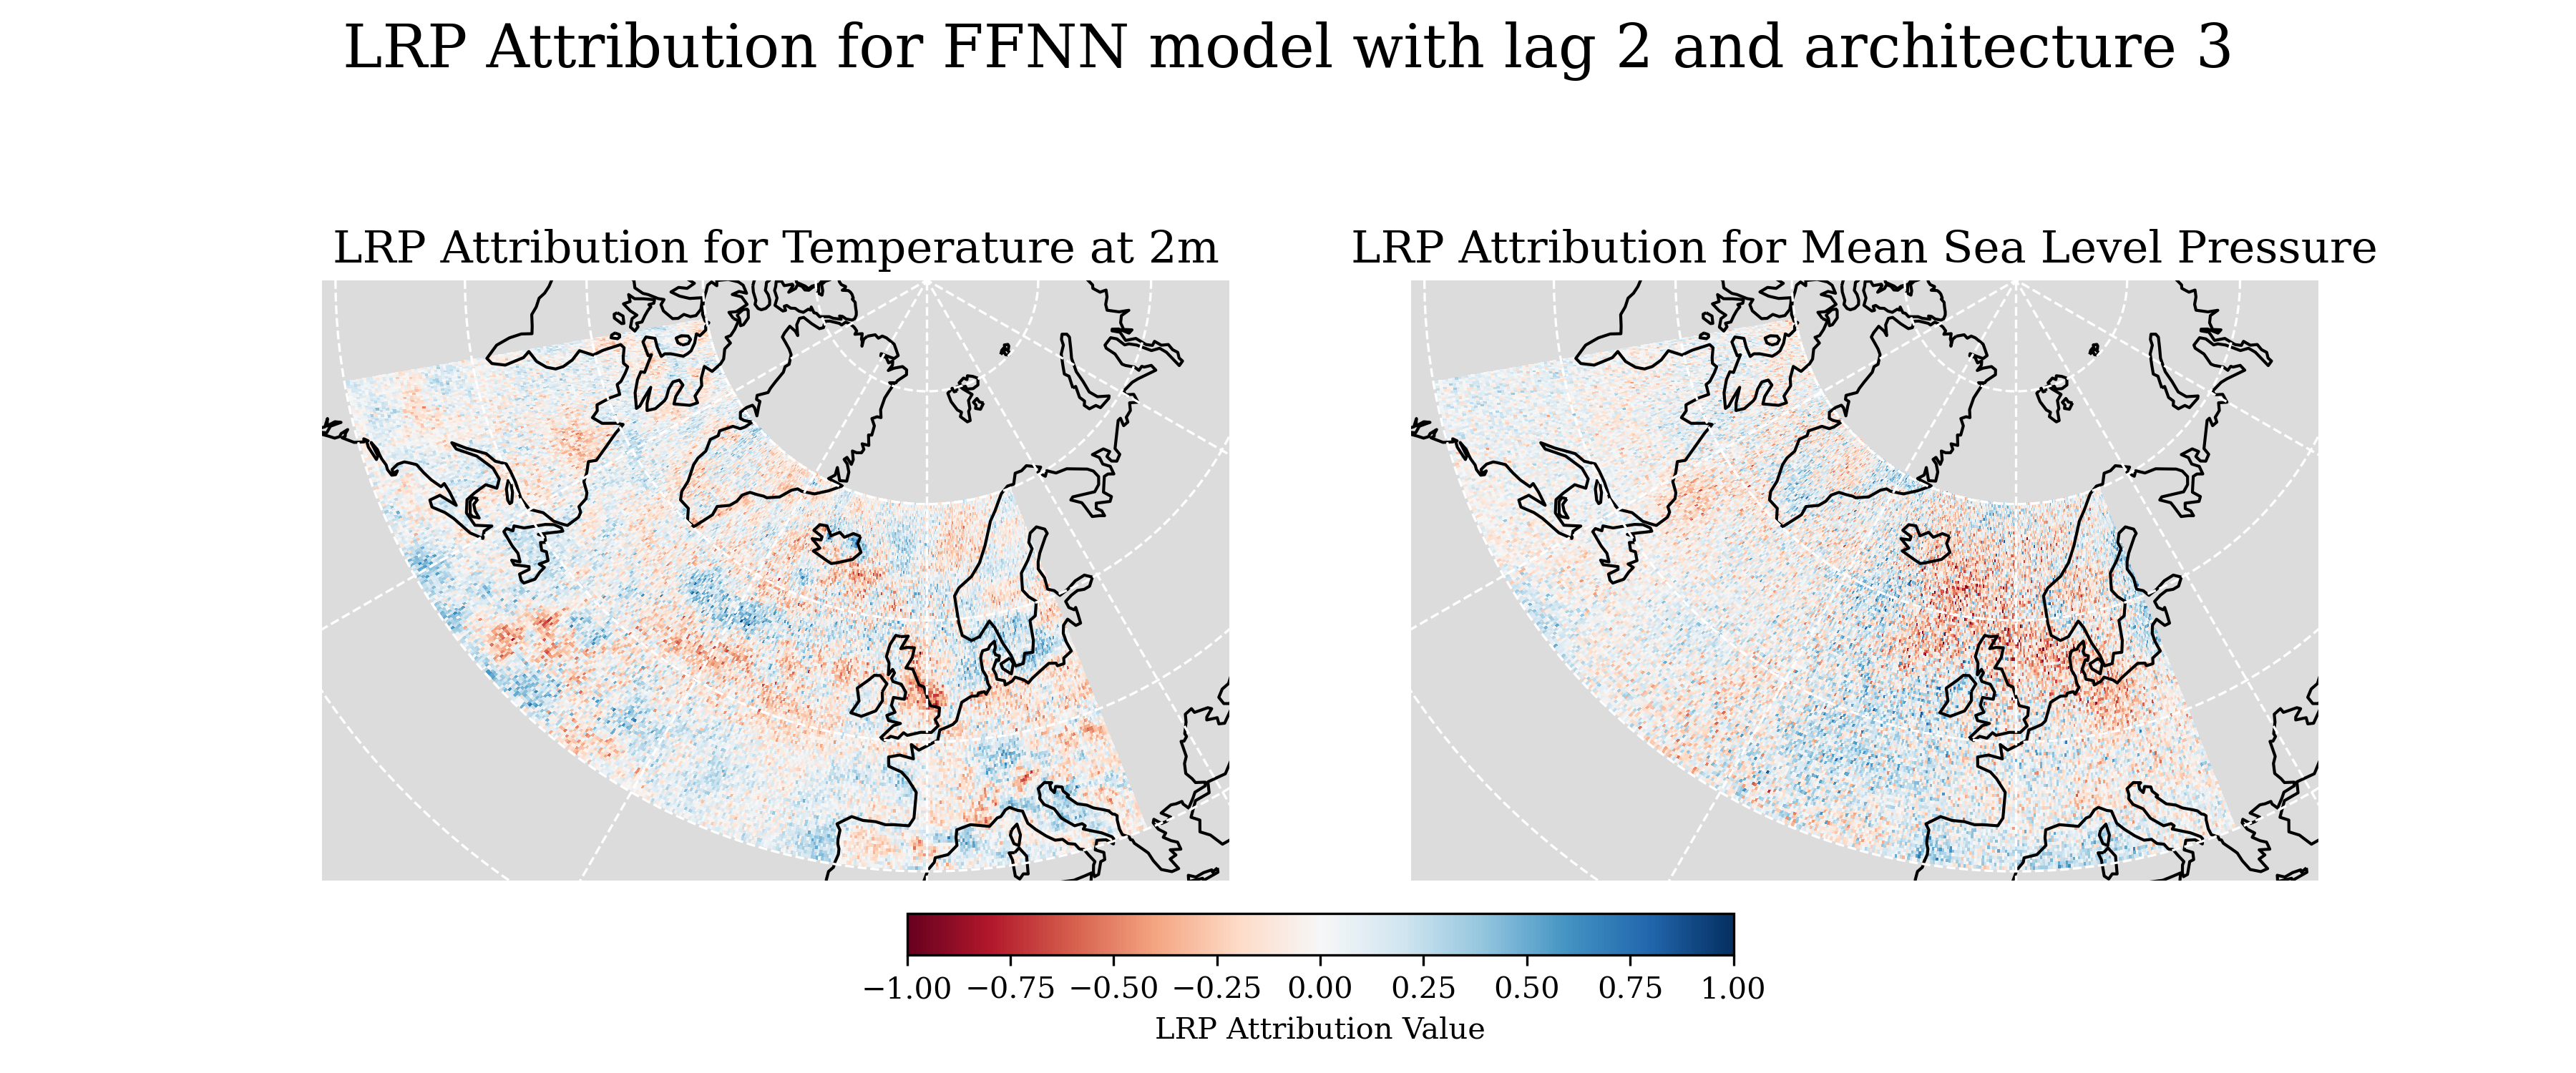 LRP Attribution for FFNN model with lag 2 and architecture 3
LRP Attribution for Temperature at 2m
LRP Attribution for Mean Sea Level Pressure
−1.00 −0.75 −0.50 −0.25 0.00 0.25 0.50 0.75 1.00
LRP Attribution Value